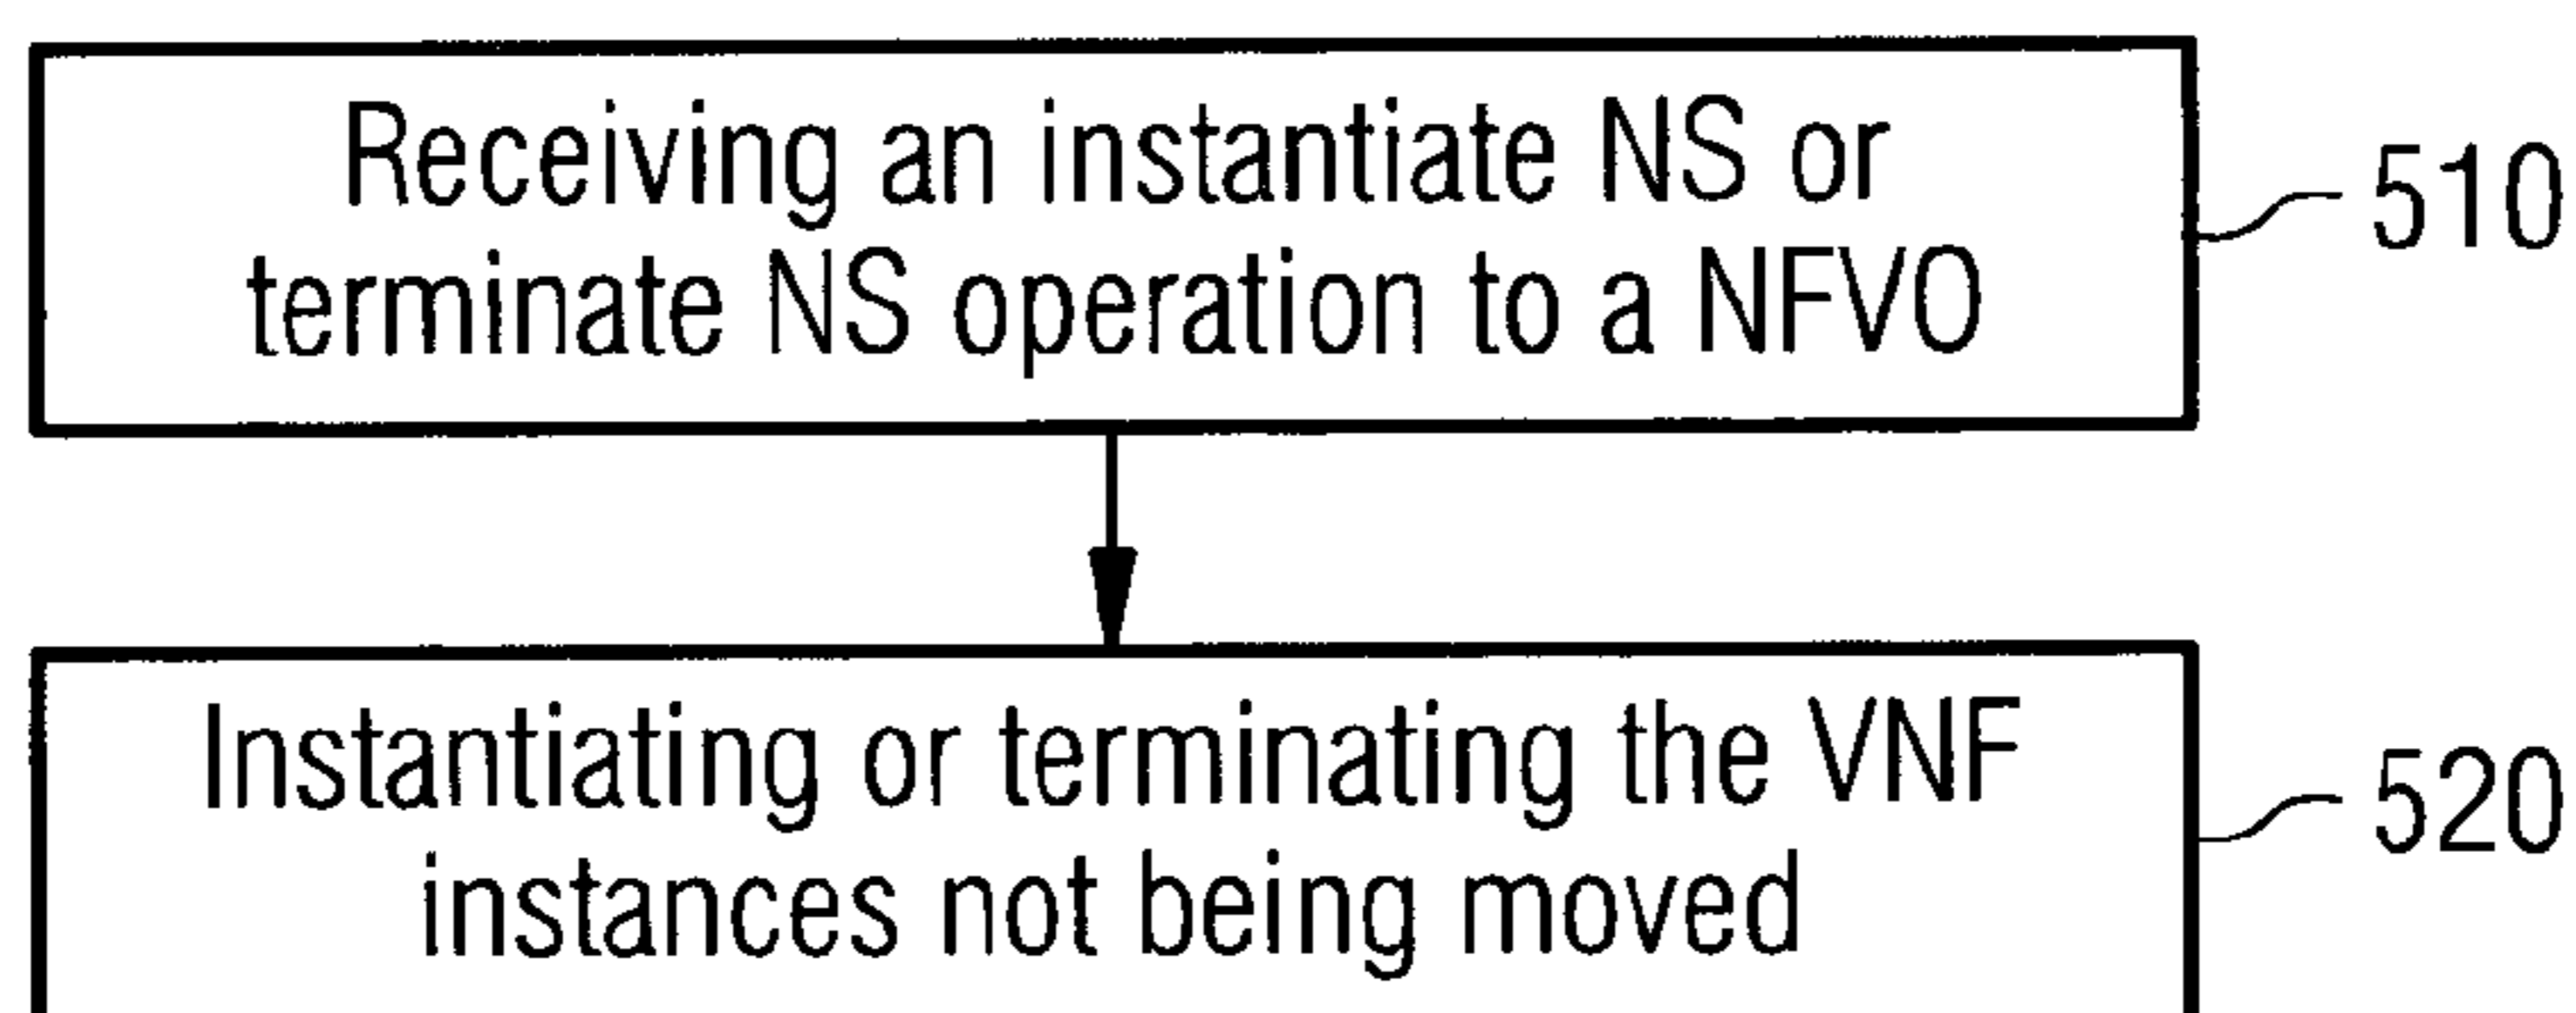 Receiving an instantiate NS or
terminate NS operation to a NFVO
510
Instantiating or terminating the VNF
instances not being moved
520